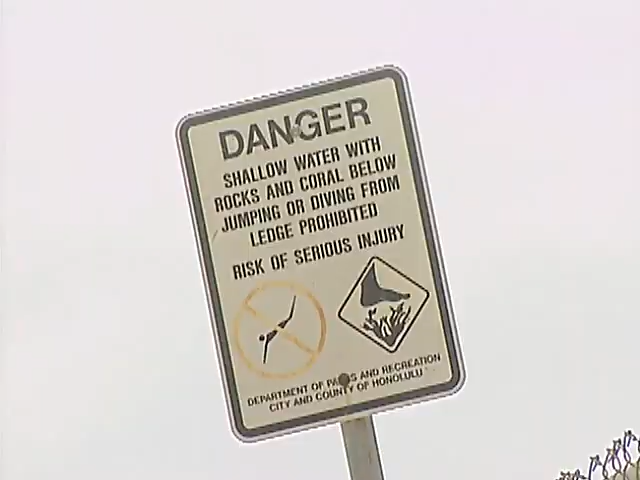 DANGER
SHALLOW WATER WITH
ROCKS AND CORAL BELOW
JUMPING OR DIVING FROM
LEDGE PROHIBITED
RISK OF SERIOUS INJURY
DEPARTMENT OF PARKS AND RECREATION
CITY AND COUNTY OF HONOLULU